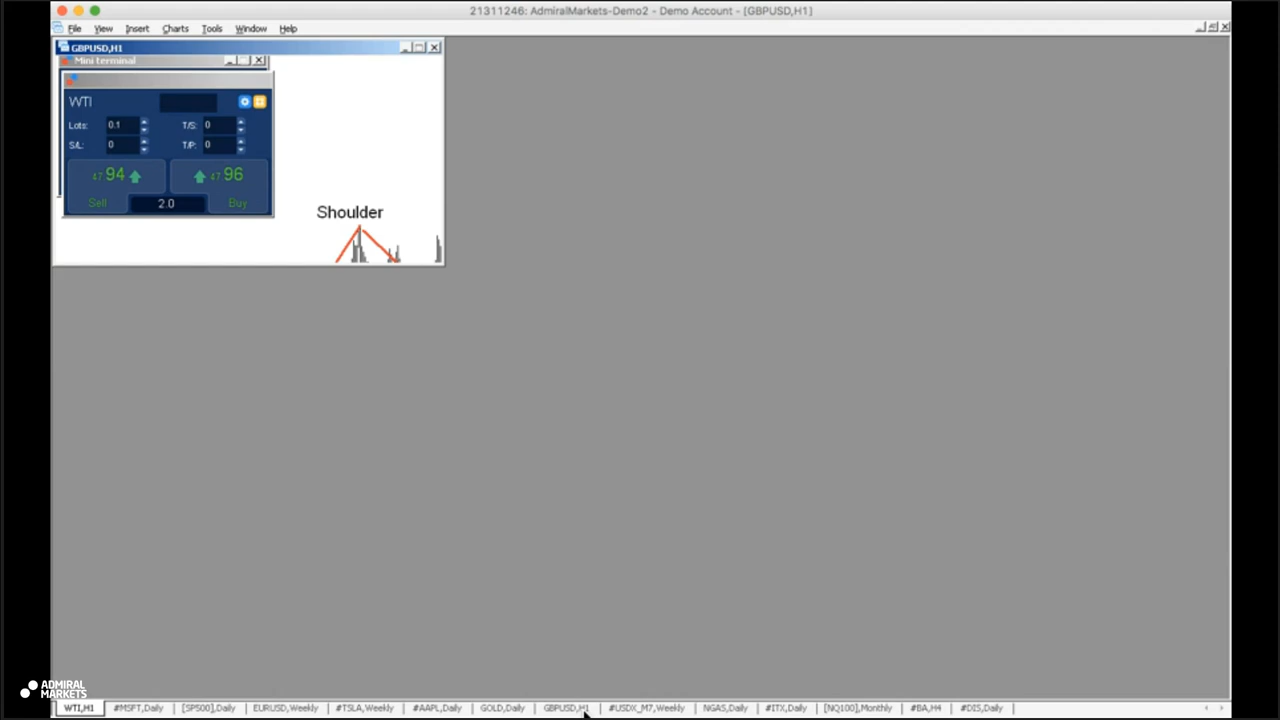 21311246: AdmiralMarkets-Demo2 - Demo Account - [GBPUSD,H1]
File View Insert Charts Tools Window Help
GBPUSD,H1
Mini terminal
WTI
Lots: 0.1 T/S: 0
S/L: 0 T/P: 0
47 94 47 96
Sell 2.0 Buy
Shoulder
ADMIRAL
MARKETS
WTI,H1 #MSFT,Daily [SP500],Daily EURUSD,Weekly #TSLA,Weekly #AAPL,Daily GOLD,Daily GBPUSD,H1 #USDX_M7,Weekly NGAS,Daily #ITX,Daily [NQ100],Monthly #BA,H4 #DIS,Daily